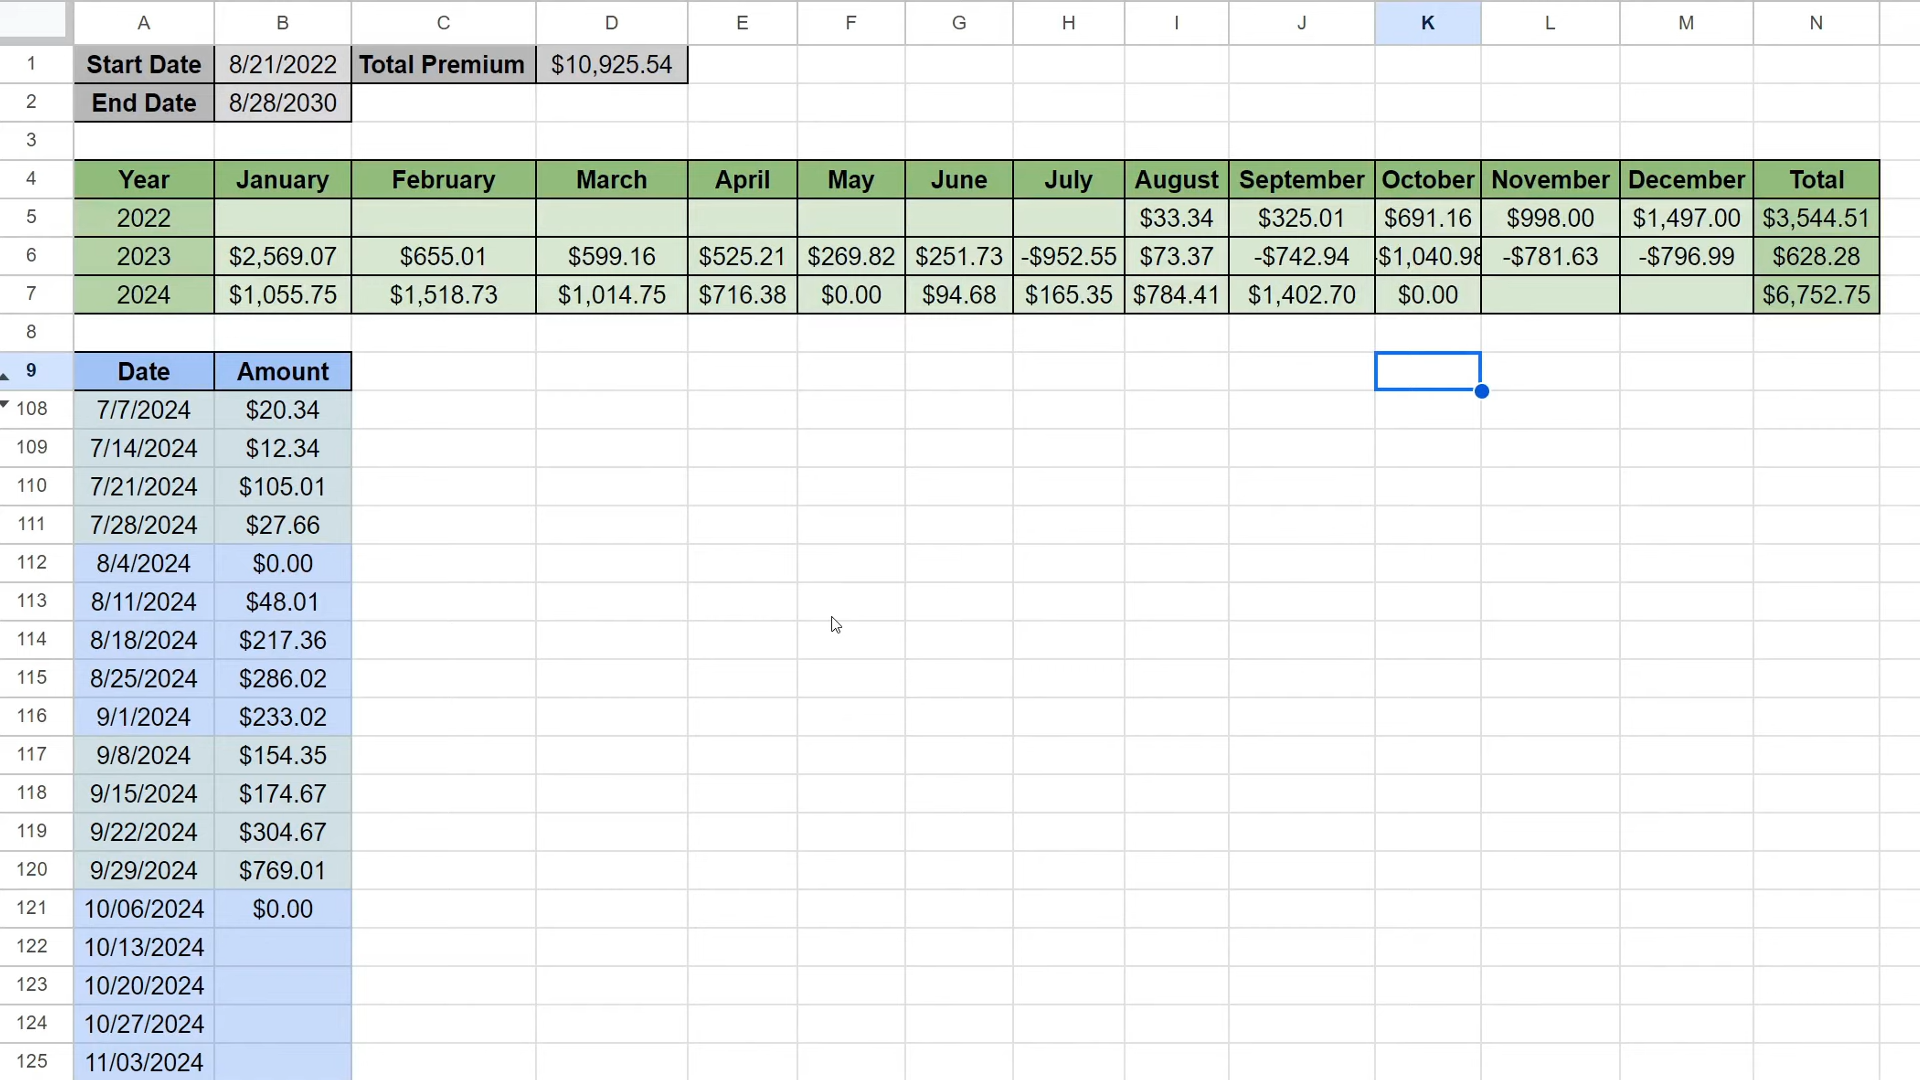 A B C D E F G H I J K L M N
1 Start Date 8/21/2022 Total Premium $10,925.54
2 End Date 8/28/2030
3
4 Year January February March April May June July August September October November December Total
5 2022 $33.34 $325.01 $691.16 $998.00 $1,497.00 $3,544.51
6 2023 $2,569.07 $655.01 $599.16 $525.21 $269.82 $251.73 -$952.55 $73.37 -$742.94 -$1,040.98 -$781.63 -$796.99 $628.28
7 2024 $1,055.75 $1,518.73 $1,014.75 $716.38 $0.00 $94.68 $165.35 $784.41 $1,402.70 $0.00 $6,752.75
8
9 Date Amount
108 7/7/2024 $20.34
109 7/14/2024 $12.34
110 7/21/2024 $105.01
111 7/28/2024 $27.66
112 8/4/2024 $0.00
113 8/11/2024 $48.01
114 8/18/2024 $217.36
115 8/25/2024 $286.02
116 9/1/2024 $233.02
117 9/8/2024 $154.35
118 9/15/2024 $174.67
119 9/22/2024 $304.67
120 9/29/2024 $769.01
121 10/06/2024 $0.00
122 10/13/2024
123 10/20/2024
124 10/27/2024
125 11/03/2024